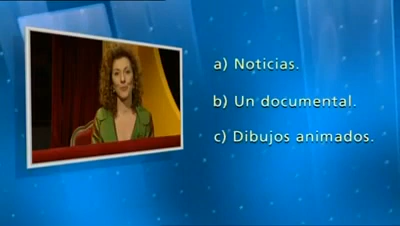 a) Noticias.
b) Un documental.
c) Dibujos animados.